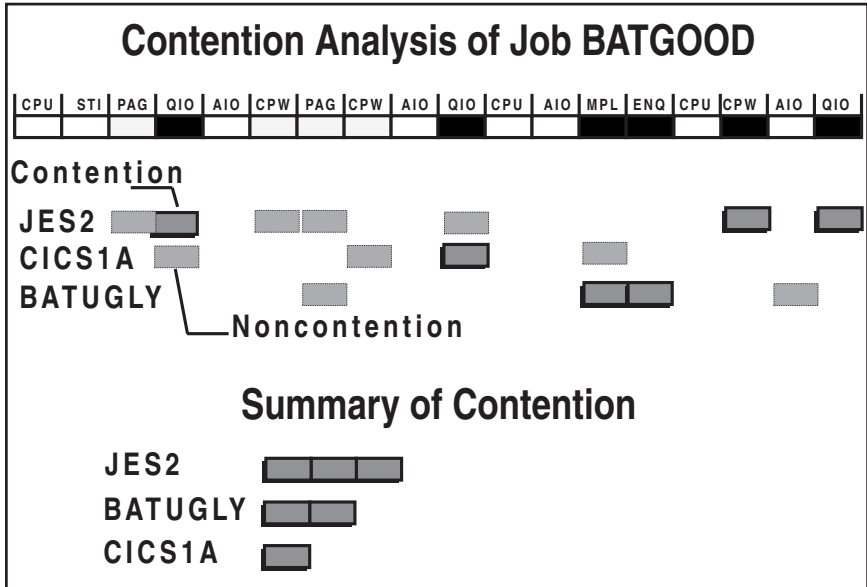 Contention Analysis of Job BATGOOD
CPU STI PAG QIO AIO CPW PAG CPW AIO QIO CPU AIO MPL ENQ CPU CPW AIO QIO
Contention
JES2
CICS1A
BATUGLY
Noncontention
Summary of Contention
JES2
BATUGLY
CICS1A